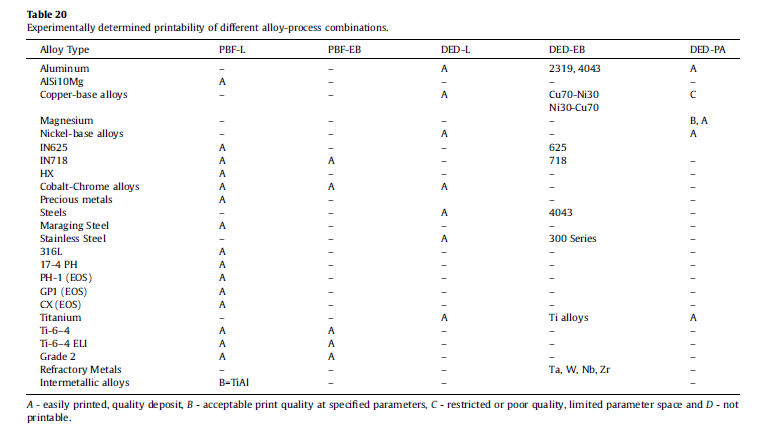 Table 20
Experimentally determined printability of different alloy-process combinations.
Alloy Type PBF-L PBF-EB DED-L DED-EB DED-PA
Aluminum – – A 2319, 4043 A
AlSi10Mg A – – – –
Copper-base alloys – – A Cu70-Ni30 C
Ni30-Cu70
Magnesium – – – – B, A
Nickel-base alloys – – A – A
IN625 A – – 625
IN718 A A – 718 –
HX A – – – –
Cobalt-Chrome alloys A A A – –
Precious metals A – – – –
Steels – – A 4043 –
Maraging Steel A – – – –
Stainless Steel – – A 300 Series –
316L A – – – –
17-4 PH A – – – –
PH-1 (EOS) A – – – –
GP1 (EOS) A – – – –
CX (EOS) A – – – –
Titanium – – A Ti alloys A
Ti-6-4 A A – – –
Ti-6-4 ELI A A – – –
Grade 2 A A – – –
Refractory Metals – – – Ta, W, Nb, Zr –
Intermetallic alloys B=TiAl – – –
A - easily printed, quality deposit, B - acceptable print quality at specified parameters, C - restricted or poor quality, limited parameter space and D - not
printable.